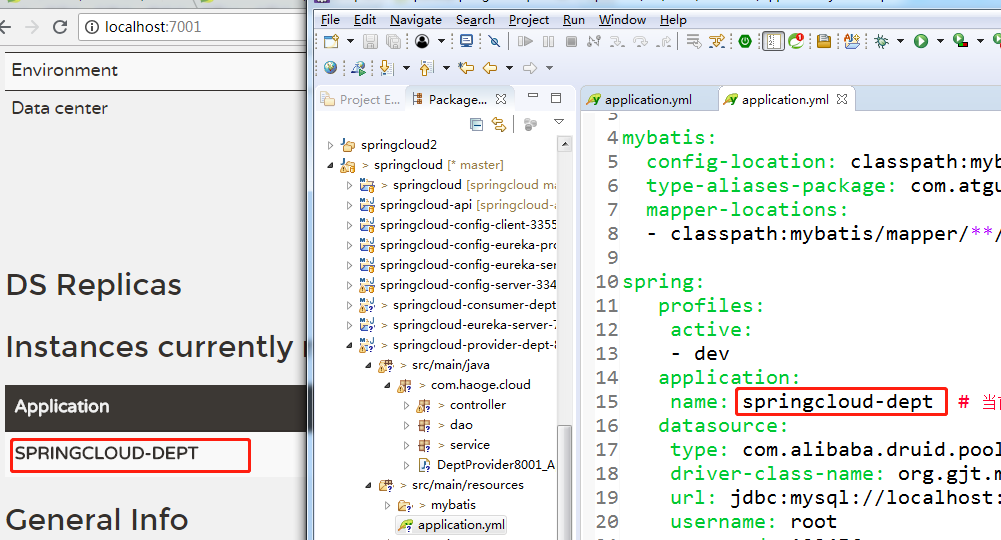 localhost:7001
Environment
Data center
DS Replicas
Instances currently
Application
SPRINGCLOUD-DEPT
General Info
File Edit Navigate Search Project Run Window Help
Project E...
Package...
springcloud2
> springcloud [* master]
> springcloud [springcloud ma
springcloud-api [springcloud-a
> springcloud-config-client-3355
> springcloud-config-eureka-pro
> springcloud-config-eureka-ser
> springcloud-config-server-334
> springcloud-consumer-dept
> springcloud-eureka-server-7
> springcloud-provider-dept-8
> src/main/java
> com.haoge.cloud
> controller
> dao
> service
DeptProvider8001_A
> src/main/resources
> mybatis
application.yml
application.yml
application.yml
3
4 mybatis:
5 config-location: classpath:myb
6 type-aliases-package: com.atgu
7 mapper-locations:
8 - classpath:mybatis/mapper/**/
9
10 spring:
11 profiles:
12 active:
13 - dev
14 application:
15 name: springcloud-dept # 当
16 datasource:
17 type: com.alibaba.druid.pool
18 driver-class-name: org.gjt.m
19 url: jdbc:mysql://localhost:
20 username: root